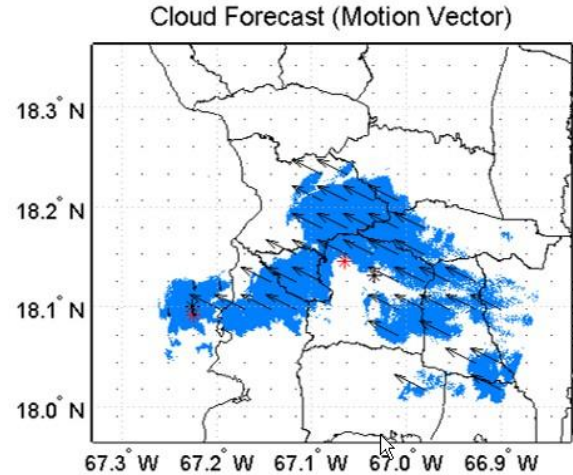 Cloud Forecast (Motion Vector)
18.3° N
18.2° N
18.1° N
18.0° N
67.3° W 67.2° W 67.1° W 67.0° W 66.9° W